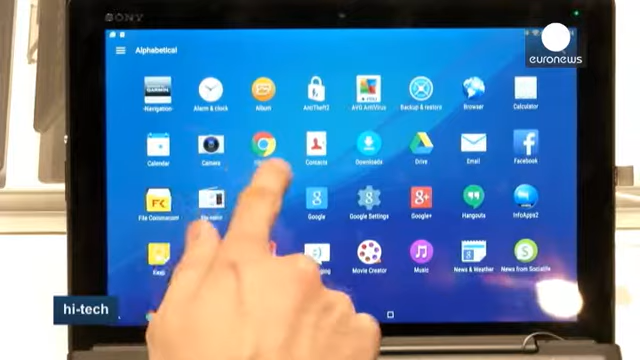 SONY
euronews
Alphabetical
GARMIN
-Navigation-
Alarm & clock
Album
AntiTheft2
AVG AntiVirus
Backup & restore
Browser
Calculator
Calendar
Camera
Contacts
Downloads
Drive
Email
Facebook
File Commander
Google
Google Settings
Google+
Hangouts
InfoApps2
Keep
Movie Creator
Music
News & Weather
News from Socialife
hi-tech